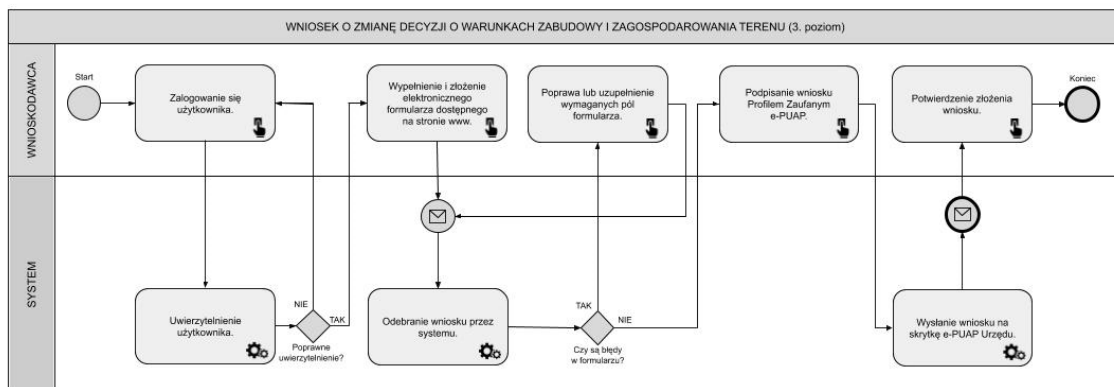 WNIOSEK O ZMIANĘ DECYZJI O WARUNKACH ZABUDOWY I ZAGOSPODAROWANIA TERENU (3. poziom)
WNIOSKODAWCA
Start
Zalogowanie się
użytkownika.
Wypełnienie i złożenie
elektronicznego
formularza dostępnego
na stronie www.
Poprawa lub uzupełnienie
wymaganych pól
formularza.
Podpisanie wniosku
Profilem Zaufanym
e-PUAP.
Potwierdzenie złożenia
wniosku.
Koniec
SYSTEM
Uwierzytelnienie
użytkownika.
NIE
TAK
Poprawne
uwierzytelnienie?
Odebranie wniosku przez
systemu.
TAK
NIE
Czy są błędy
w formularzu?
Wysłanie wniosku na
skrytkę e-PUAP Urzędu.